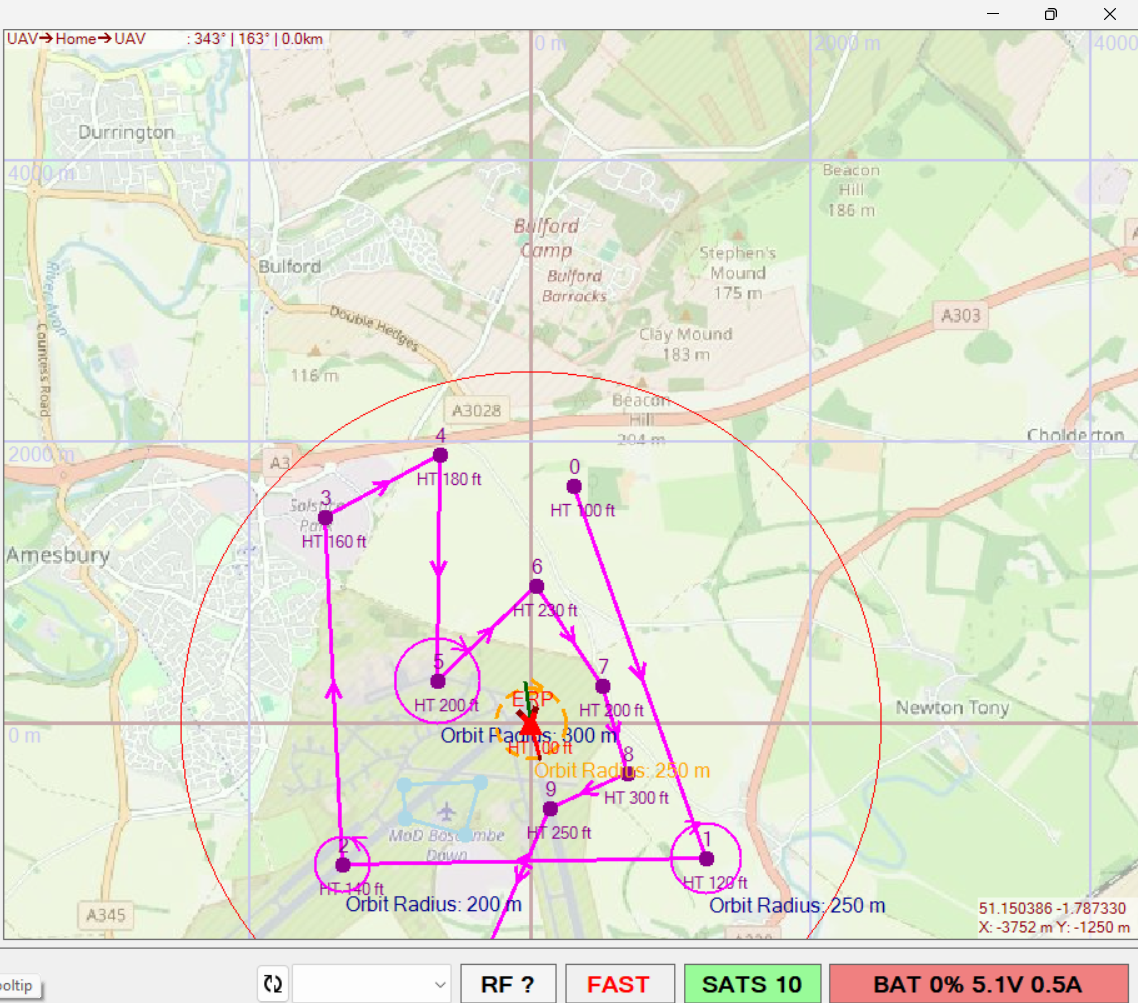 UAV→Home→UAV : 343° | 163° | 0.0km
0 m
2000 m
4000
Durrington
4000 m
Beacon
Hill
186 m
Bulford
Camp
Stephen's
Mound
175 m
Bulford
Bulford
Barracks
River Avon
Double Hedges
A303
Countess Road
Clay Mound
183 m
116 m
Beacon
Hill
204 m
A3028
Cholderton
4
2000 m
A3
HT 180 ft
0
3
HT 100 ft
Solstice
Park
HT 160 ft
Amesbury
6
HT 230 ft
5
7
HT 200 ft
ERP
HT 200 ft
Newton Tony
0 m
Orbit Radius: 300 m
HT 100 ft
8
Orbit Radius: 250 m
9
HT 300 ft
HT 250 ft
MoD Boscombe
Down
1
2
HT 120 ft
HT 140 ft
Orbit Radius: 200 m
Orbit Radius: 250 m
A345
51.150386 -1.787330
X: -3752 m Y: -1250 m
ooltip
RF ?
FAST
SATS 10
BAT 0% 5.1V 0.5A